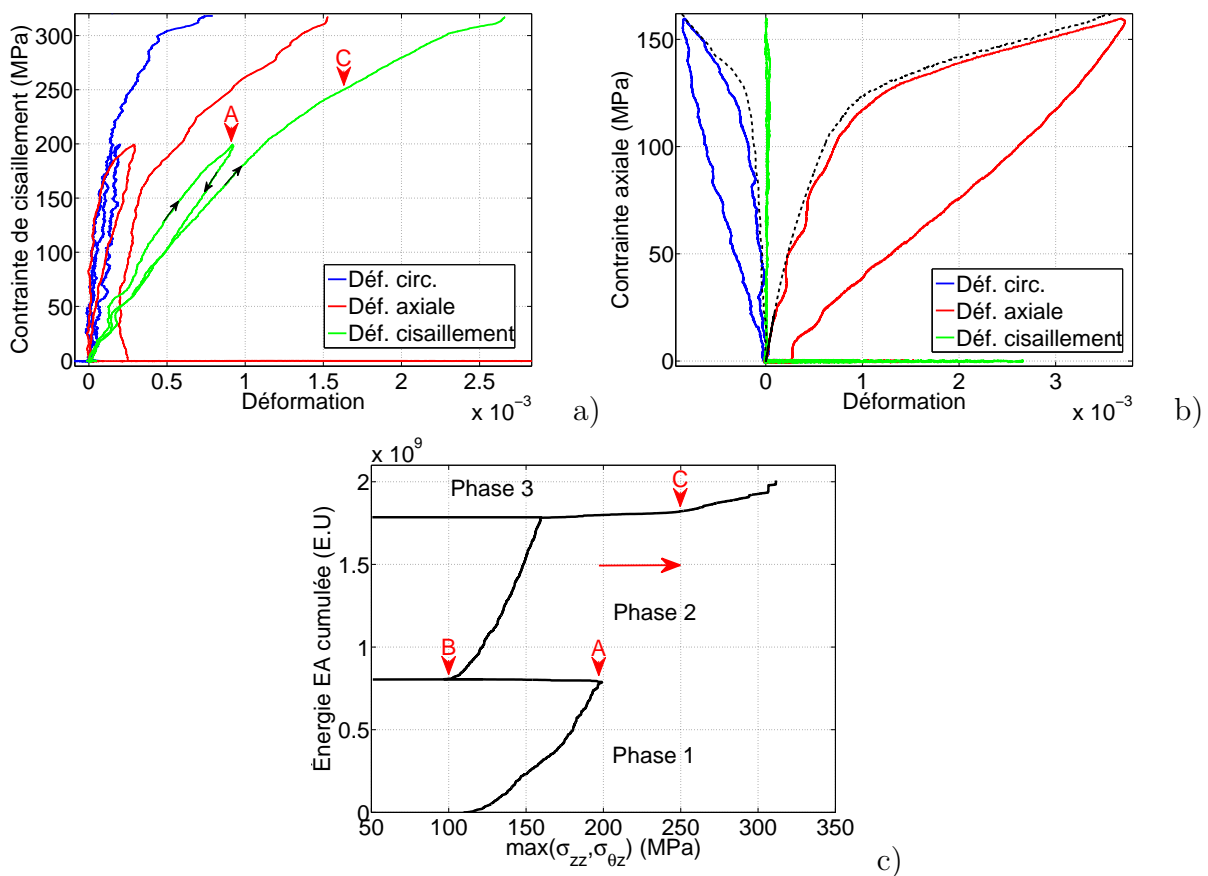 Contrainte de cisaillement (MPa)
300
250
200
150
100
50
0
C
A
Déf. circ.
Déf. axiale
Déf. cisaillement
0 0.5 1 1.5 2 2.5
Déformation
x 10⁻³
a)
Contrainte axiale (MPa)
150
100
50
0
Déf. circ.
Déf. axiale
Déf. cisaillement
0 1 2 3
Déformation
x 10⁻³
b)
x 10⁹
Énergie EA cumulée (E.U)
2
1.5
1
0.5
0
Phase 3
C
Phase 2
B
A
Phase 1
50 100 150 200 250 300 350
max(σzz,σθz) (MPa)
c)